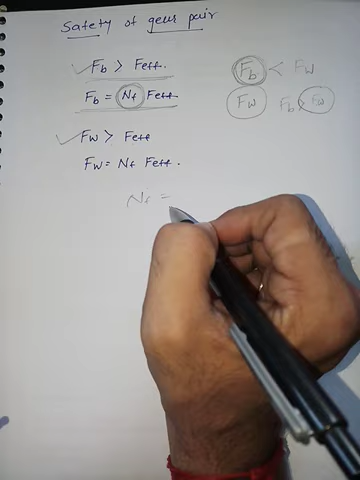 Safety of gear pair
Fb > Feff.
Fb = Nf Feff
Fw > Feff
Fw = Nf Feff.
Nf =
Fb < Fw
Fw Fb > Fw